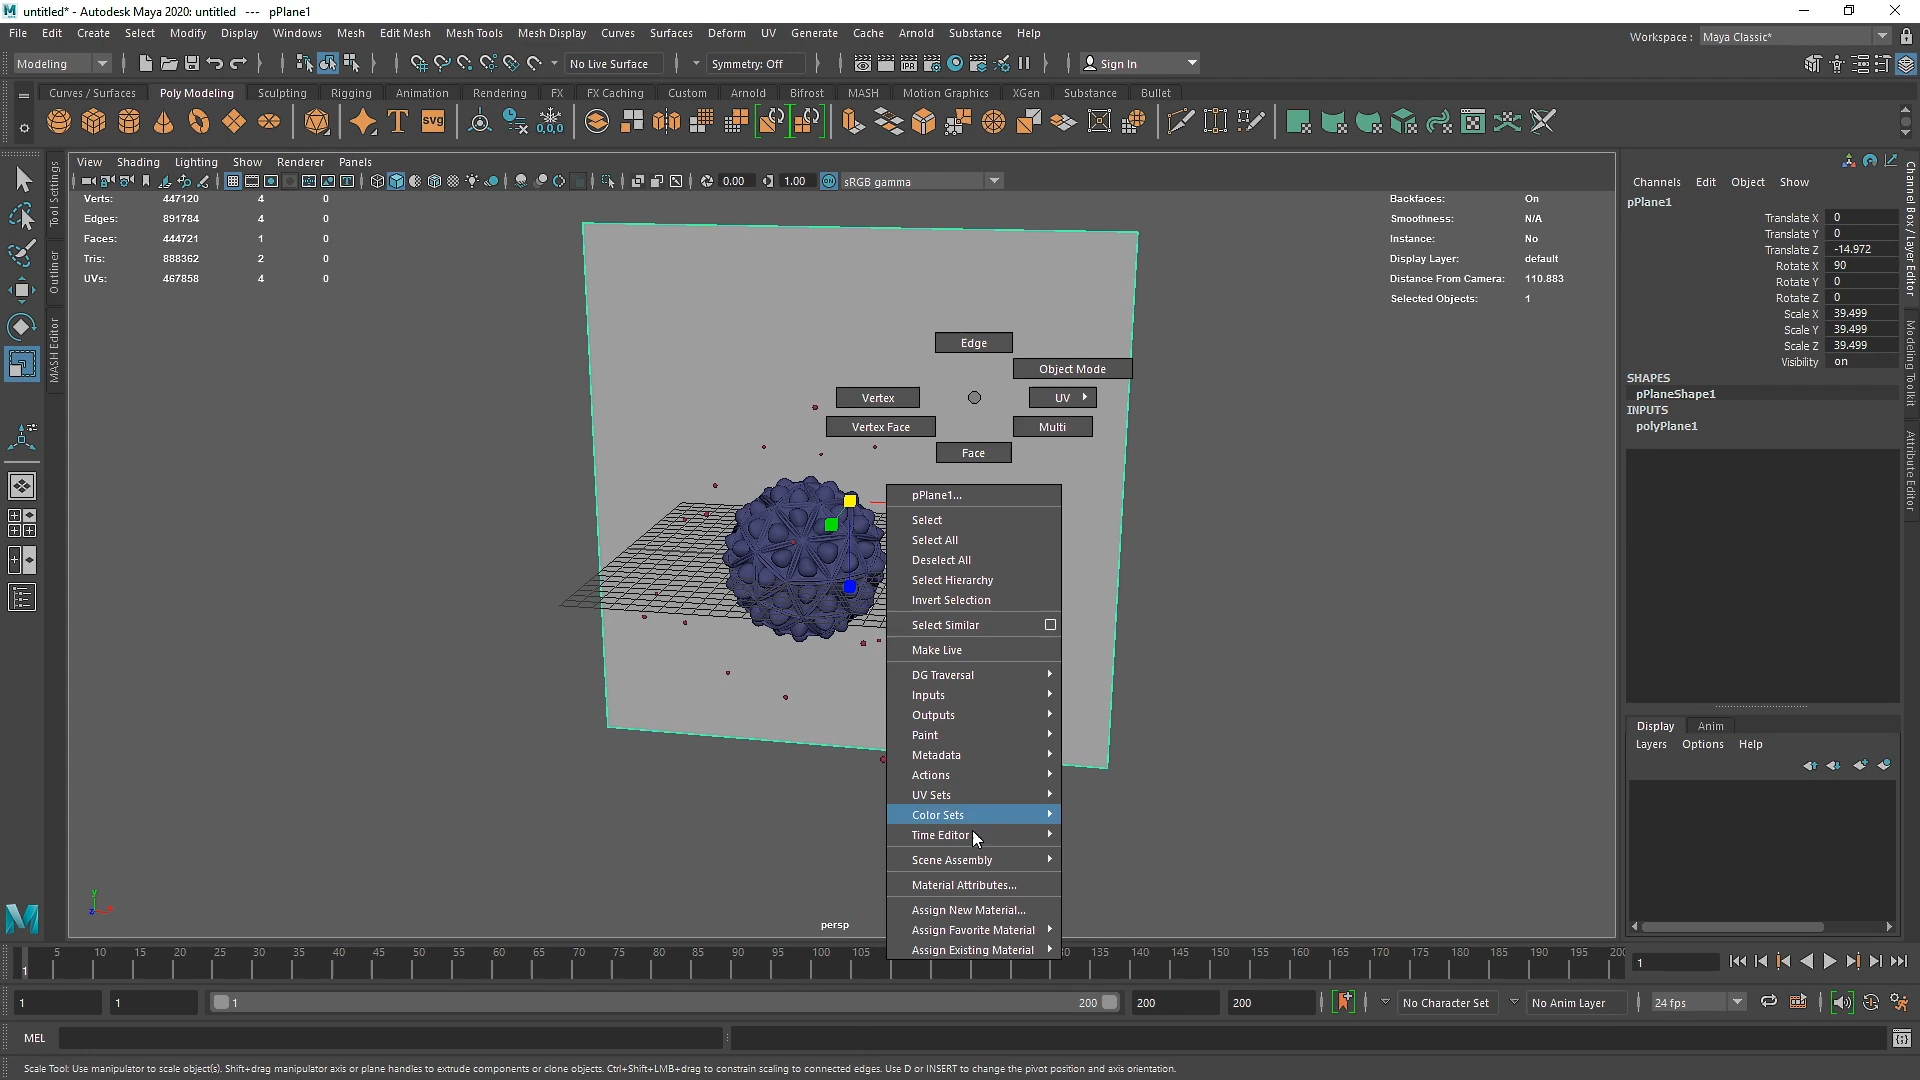 untitled* - Autodesk Maya 2020: untitled --- pPlane1
File Edit Create Select Modify Display Windows Mesh Edit Mesh Mesh Tools Mesh Display Curves Surfaces Deform UV Generate Cache Arnold Substance Help
Workspace : Maya Classic*
Modeling No Live Surface Symmetry: Off Sign In
Curves / Surfaces Poly Modeling Sculpting Rigging Animation Rendering FX FX Caching Custom Arnold Bifrost MASH Motion Graphics XGen Substance Bullet
View Shading Lighting Show Renderer Panels
0.00 1.00 sRGB gamma
Verts: 447120 4 0
Edges: 891784 4 0
Faces: 444721 1 0
Tris: 888362 2 0
UVs: 467858 4 0
Backfaces: On
Smoothness: N/A
Instance: No
Display Layer: default
Distance From Camera: 110.883
Selected Objects: 1
Tool Settings
Outliner
MASH Editor
Edge
Object Mode
Vertex
UV
Vertex Face
Multi
Face
pPlane1...
Select
Select All
Deselect All
Select Hierarchy
Invert Selection
Select Similar
Make Live
DG Traversal
Inputs
Outputs
Paint
Metadata
Actions
UV Sets
Color Sets
Time Editor
Scene Assembly
Material Attributes...
Assign New Material...
Assign Favorite Material
Assign Existing Material
persp
y
z
Channels Edit Object Show
pPlane1
Translate X 0
Translate Y 0
Translate Z -14.972
Rotate X 90
Rotate Y 0
Rotate Z 0
Scale X 39.499
Scale Y 39.499
Scale Z 39.499
Visibility on
SHAPES
pPlaneShape1
INPUTS
polyPlane1
Channel Box / Layer Editor
Modeling Toolkit
Attribute Editor
Display Anim
Layers Options Help
5 10 15 20 25 30 35 40 45 50 55 60 65 70 75 80 85 90 95 100 105 130 135 140 145 150 155 160 165 170 175 180 185 190 195 200
1
1
1 1 1 200 200 200 No Character Set No Anim Layer 24 fps
MEL
Scale Tool: Use manipulator to scale object(s). Shift+drag manipulator axis or plane handles to extrude components or clone objects. Ctrl+Shift+LMB+drag to constrain scaling to connected edges. Use D or INSERT to change the pivot position and axis orientation.